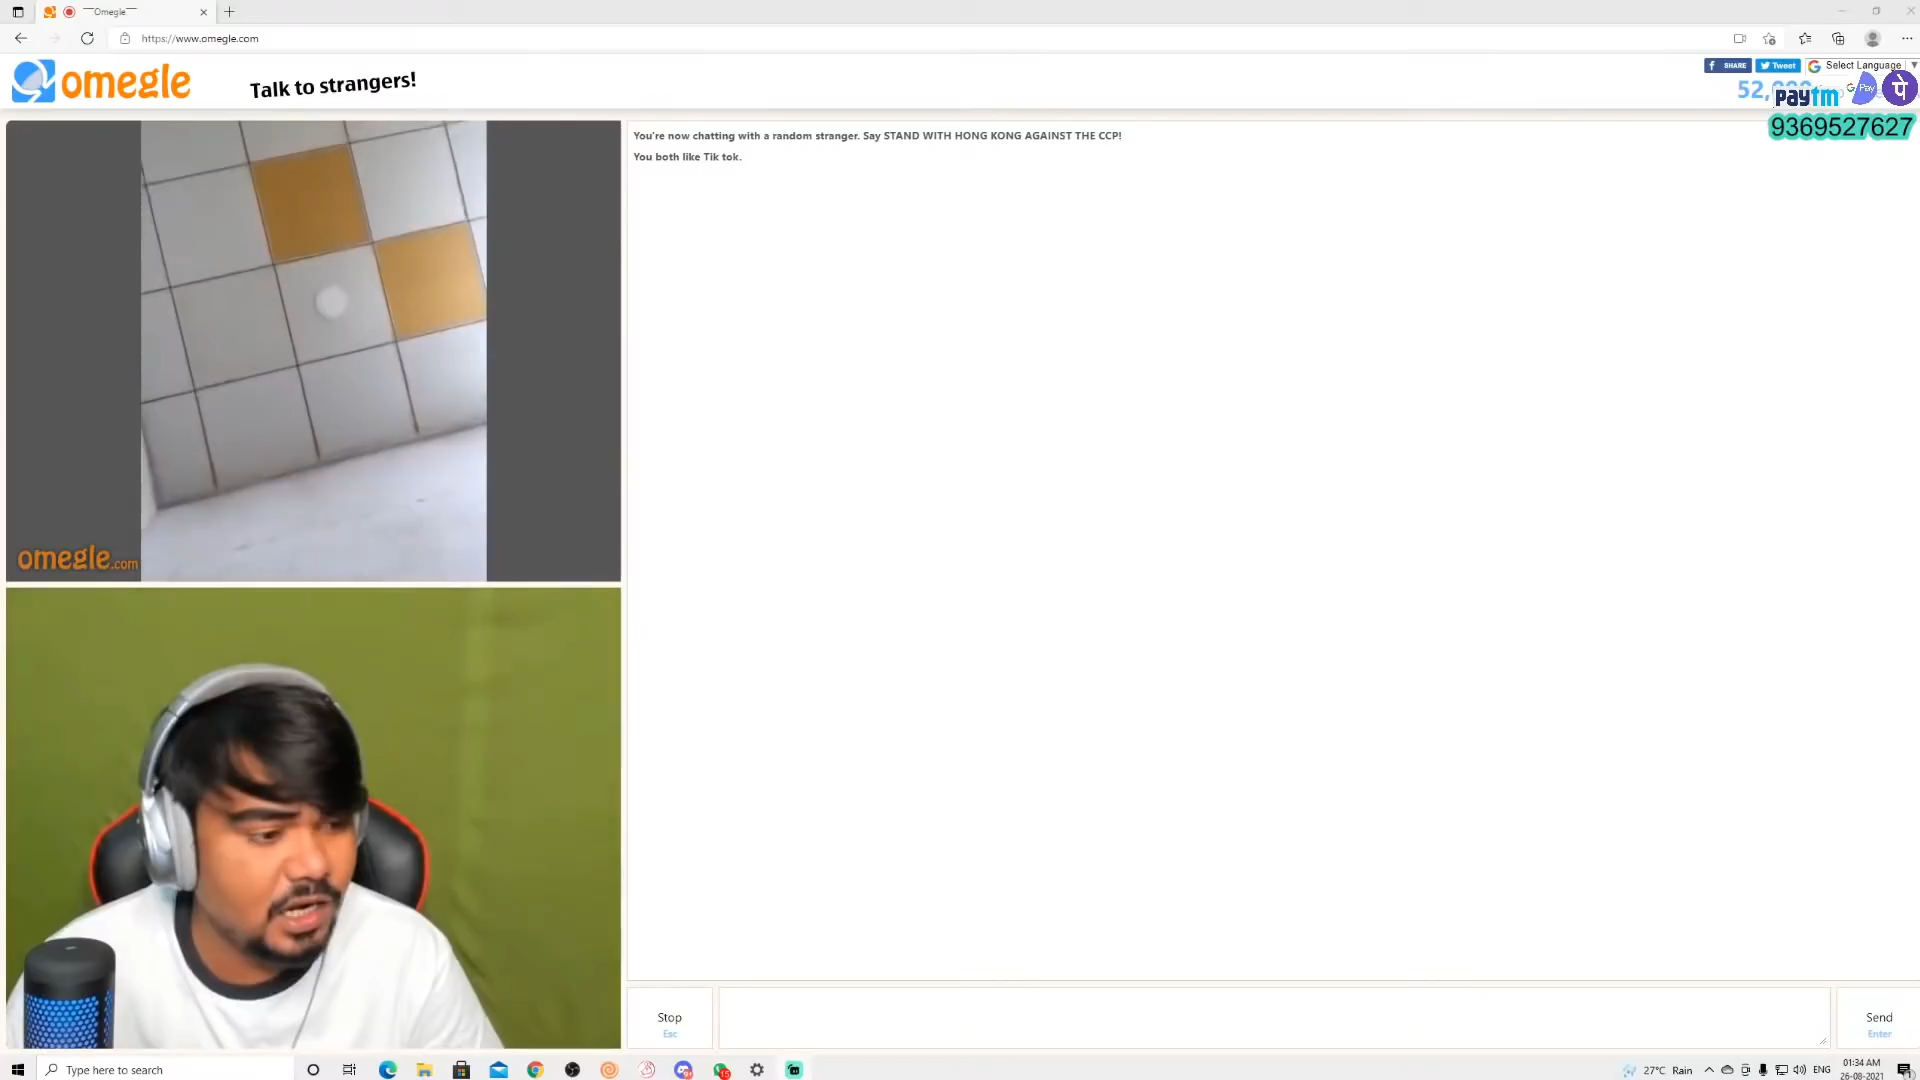 Omegle
https://www.omegle.com
omegle
Talk to strangers!
SHARE
Tweet
Select Language
paytm
G Pay
पे
9369527627
You're now chatting with a random stranger. Say STAND WITH HONG KONG AGAINST THE CCP!
You both like Tik tok.
omegle.com
Stop
Esc
Send
Enter
Type here to search
27°C Rain
ENG
01:34 AM
26-08-2021